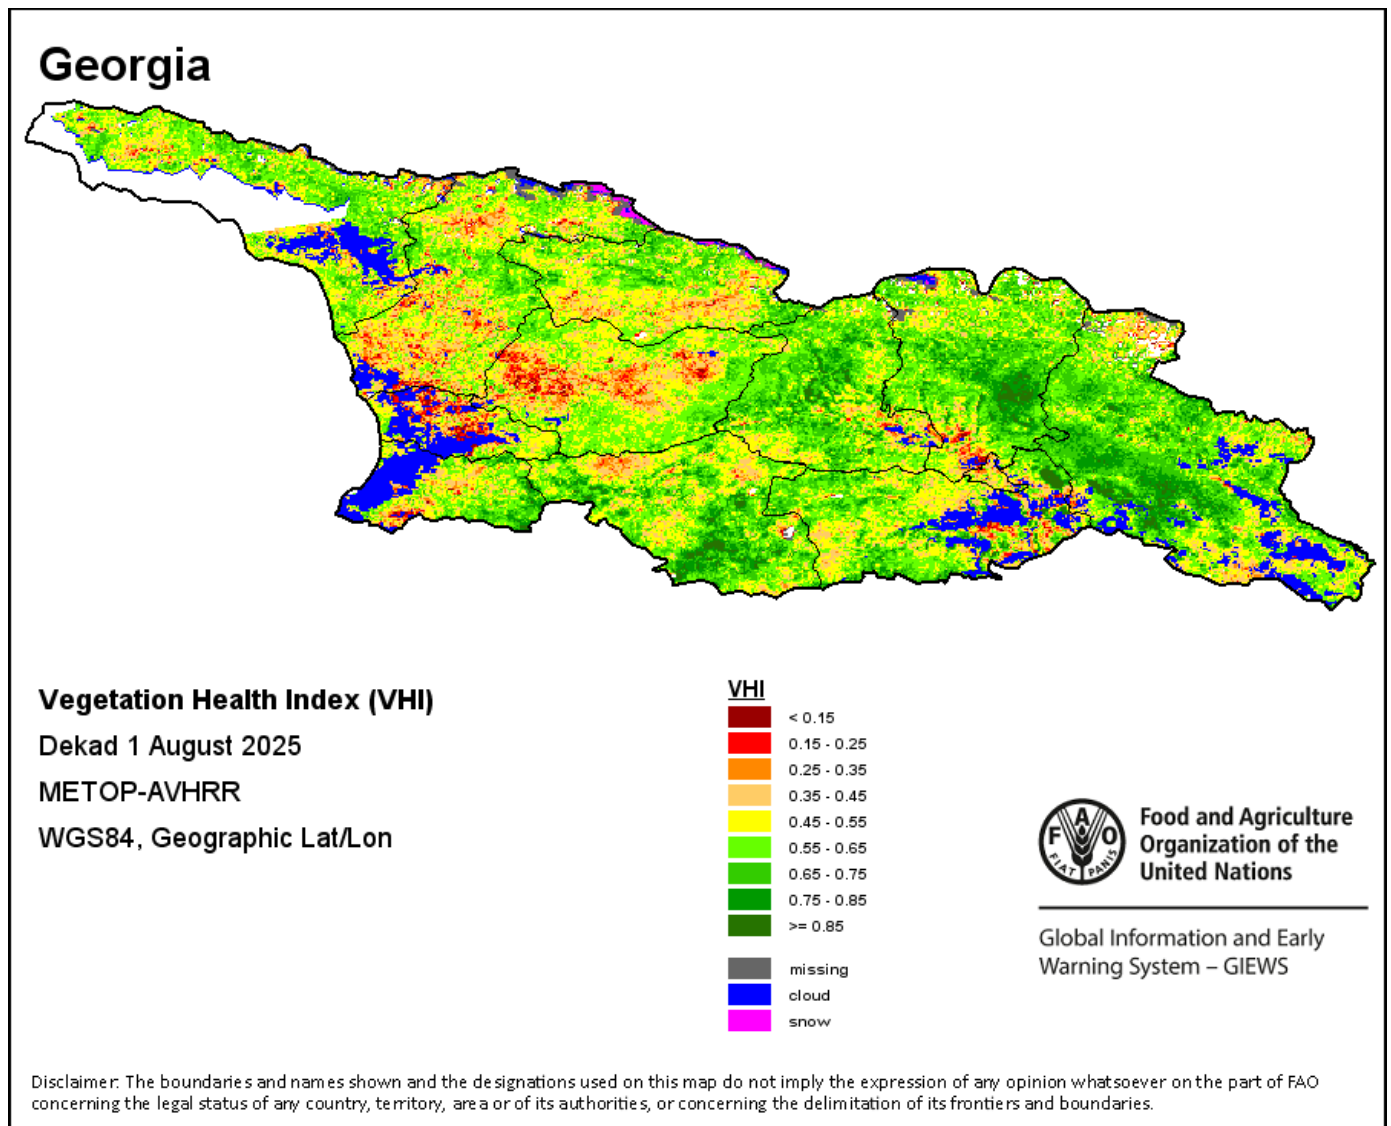 Georgia
Vegetation Health Index (VHI)
Dekad 1 August 2025
METOP-AVHRR
WGS84, Geographic Lat/Lon
VHI
< 0.15
0.15 - 0.25
0.25 - 0.35
0.35 - 0.45
0.45 - 0.55
0.55 - 0.65
0.65 - 0.75
0.75 - 0.85
>= 0.85
missing
cloud
snow
F A O
FIAT PANIS
Food and Agriculture
Organization of the
United Nations
Global Information and Early
Warning System – GIEWS
Disclaimer: The boundaries and names shown and the designations used on this map do not imply the expression of any opinion whatsoever on the part of FAO
concerning the legal status of any country, territory, area or of its authorities, or concerning the delimitation of its frontiers and boundaries.